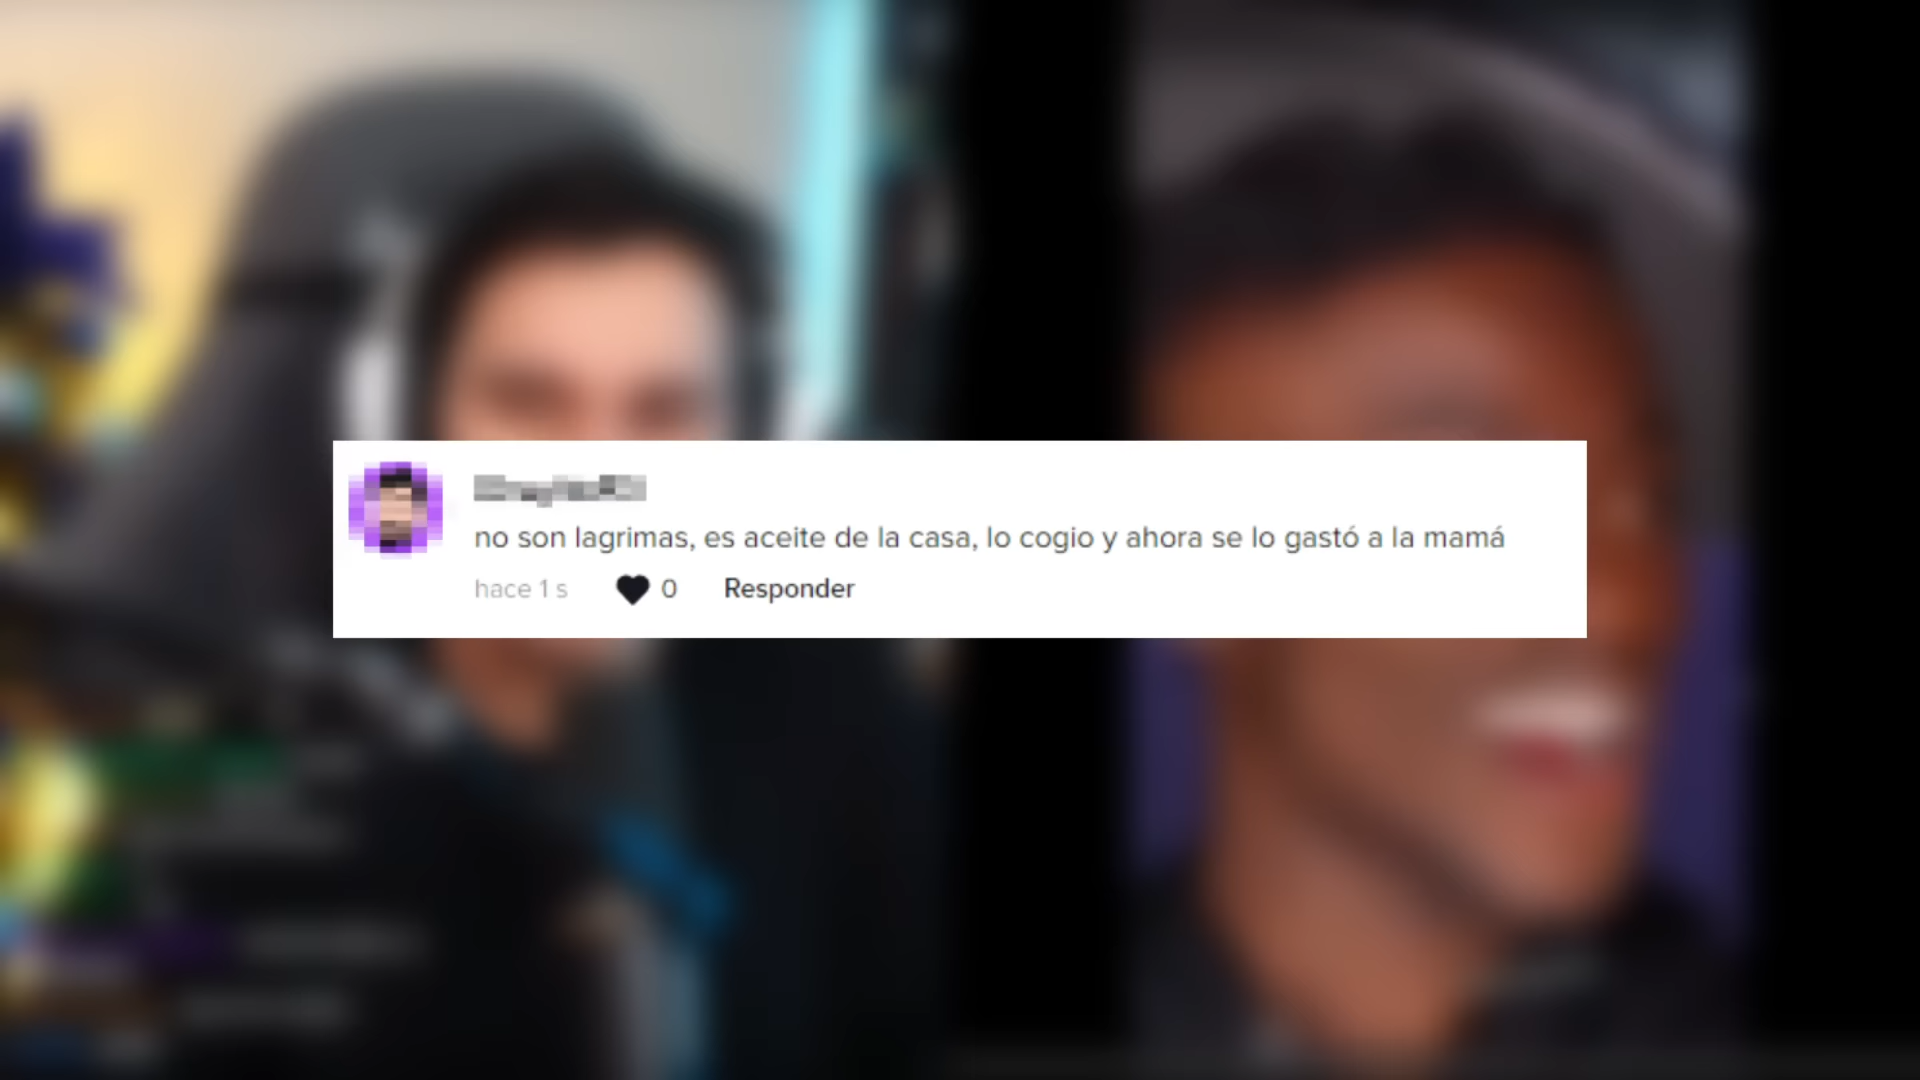 no son lagrimas, es aceite de la casa, lo cogio y ahora se lo gastó a la mamá
hace 1 s 0 Responder